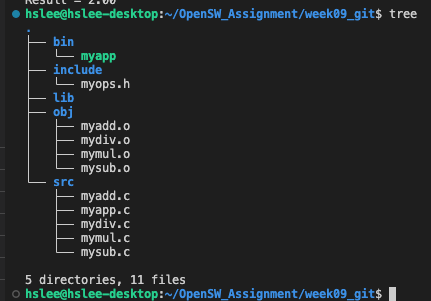 Result = 2.00
hslee@hslee-desktop:~/OpenSW_Assignment/week09_git$ tree
.
├── bin
│   └── myapp
├── include
│   └── myops.h
├── lib
├── obj
│   ├── myadd.o
│   ├── mydiv.o
│   ├── mymul.o
│   └── mysub.o
└── src
    ├── myadd.c
    ├── myapp.c
    ├── mydiv.c
    ├── mymul.c
    └── mysub.c
5 directories, 11 files
hslee@hslee-desktop:~/OpenSW_Assignment/week09_git$